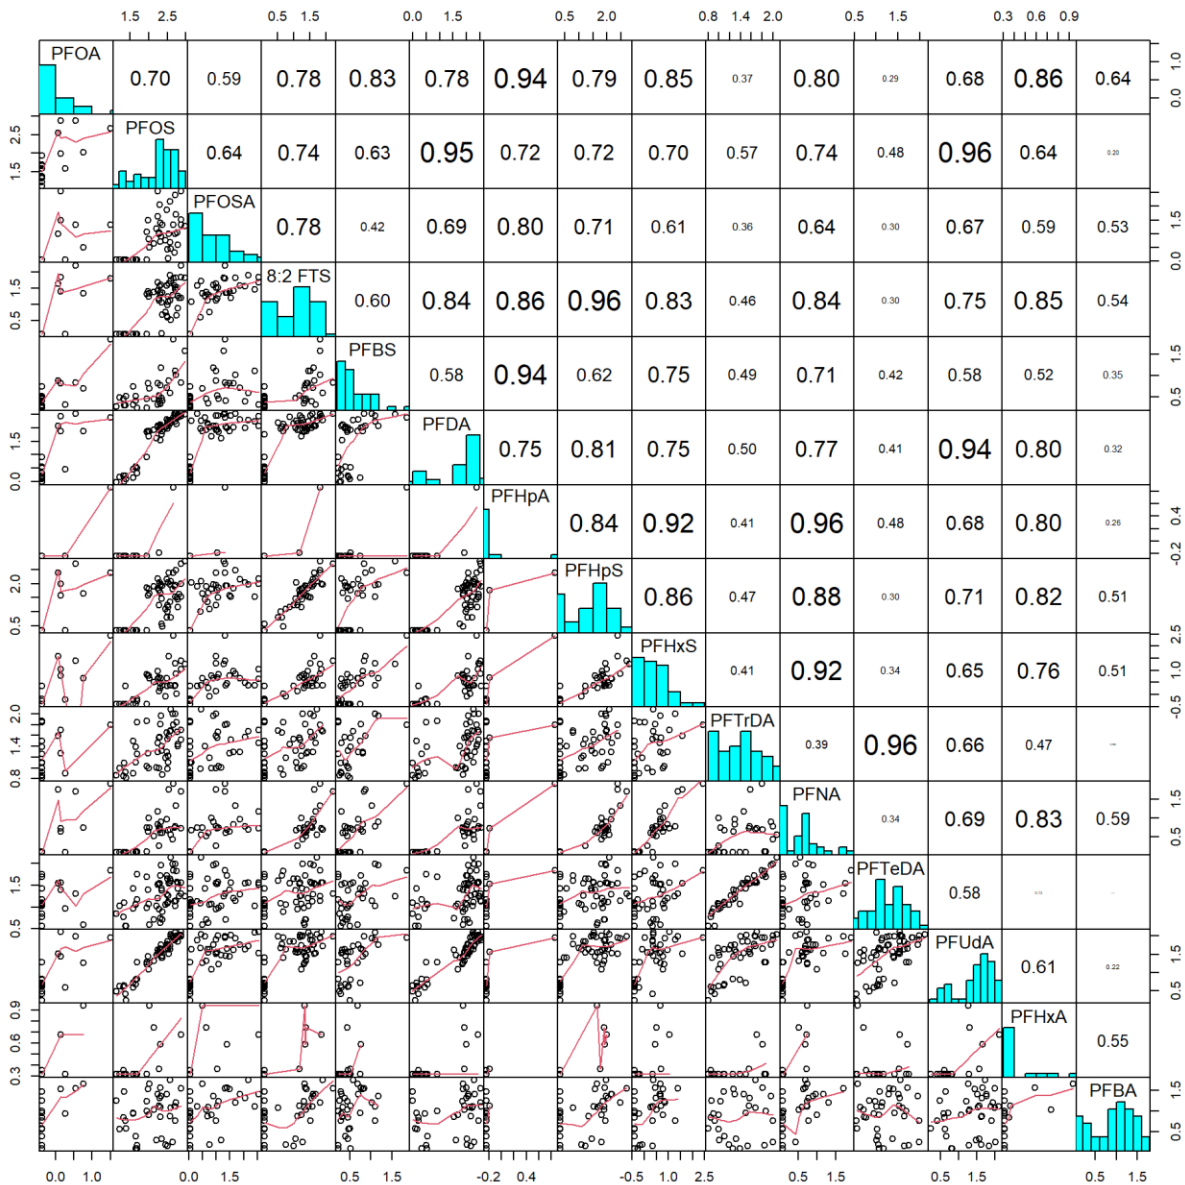 1.5 2.5 0.5 1.5 0.0 1.5 0.5 2.0 0.8 1.4 2.0 0.5 1.5 0.3 0.6 0.9
PFOA 0.70 0.59 0.78 0.83 0.78 0.94 0.79 0.85 0.37 0.80 0.29 0.68 0.86 0.64 0.0 1.0
1.5 2.5 PFOS 0.64 0.74 0.63 0.95 0.72 0.72 0.70 0.57 0.74 0.48 0.96 0.64 0.20
PFOSA 0.78 0.42 0.69 0.80 0.71 0.61 0.36 0.64 0.30 0.67 0.59 0.53 0.0 1.5
0.5 1.5 8:2 FTS 0.60 0.84 0.86 0.96 0.83 0.46 0.84 0.30 0.75 0.85 0.54
PFBS 0.58 0.94 0.62 0.75 0.49 0.71 0.42 0.58 0.52 0.35 0.5 1.5
0.0 1.5 PFDA 0.75 0.81 0.75 0.50 0.77 0.41 0.94 0.80 0.32
PFHpA 0.84 0.92 0.41 0.96 0.48 0.68 0.80 0.26 -0.2 0.4
0.5 2.0 PFHpS 0.86 0.47 0.88 0.30 0.71 0.82 0.51
PFHxS 0.41 0.92 0.34 0.65 0.76 0.51 -0.5 1.0 2.5
0.8 1.4 2.0 PFTrDA 0.39 0.96 0.66 0.47
PFNA 0.34 0.69 0.83 0.59 0.5 1.5
0.5 1.5 PFTeDA 0.58
PFUdA 0.61 0.22 0.5 1.5
0.3 0.6 0.9 PFHxA 0.55
PFBA 0.5 1.5
0.0 1.0 0.0 1.5 0.5 1.5 -0.2 0.4 -0.5 1.0 2.5 0.5 1.5 0.5 1.5 0.5 1.5